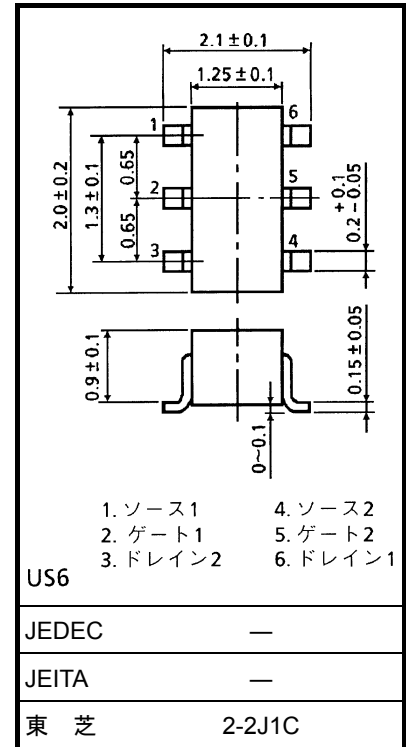 2.1±0.1
1.25±0.1
1
6
2
5
3
4
2.0±0.2
1.3±0.1
0.65
0.65
+0.1
0.2-0.05
0.9±0.1
0.15±0.05
0~0.1
1. ソース1 4. ソース2
2. ゲート1 5. ゲート2
3. ドレイン2 6. ドレイン1
US6
JEDEC —
JEITA —
東 芝 2-2J1C